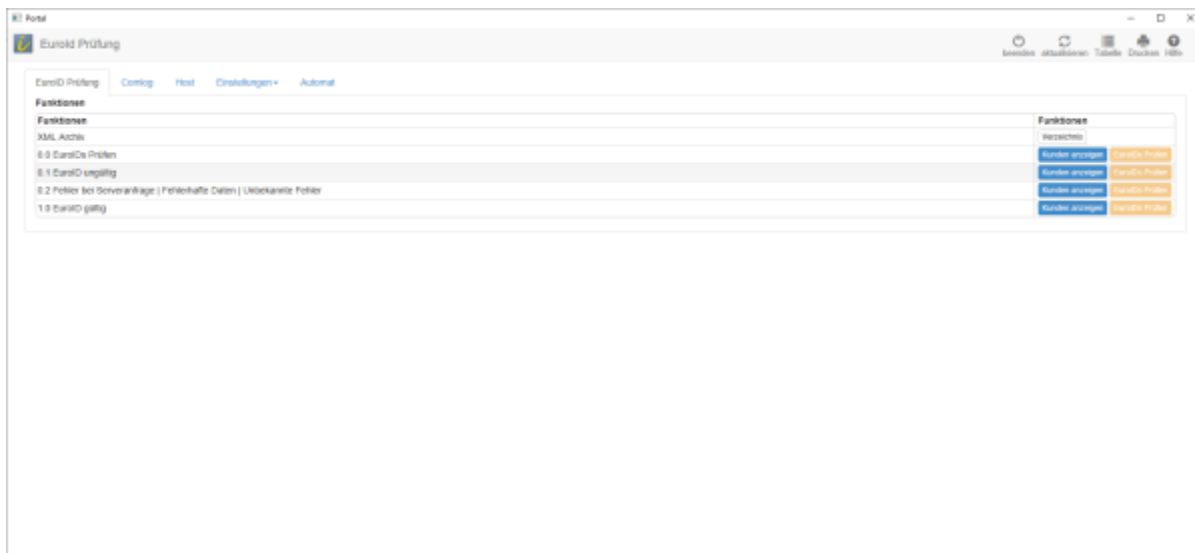 Portal
EuroId Prüfung
beenden aktualisieren Tabelle Drucken Hilfe
EuroID Prüfung Comlog Host Einstellungen Automat
Funktionen
Funktionen Funktionen
XML Archiv Verzeichnis
0.0 EuroIDs Prüfen Kunden anzeigen EuroIDs Prüfen
0.1 EuroID ungültig Kunden anzeigen EuroIDs Prüfen
0.2 Fehler bei Serveranfrage | Fehlerhafte Daten | Unbekannte Fehler Kunden anzeigen EuroIDs Prüfen
1.0 EuroID gültig Kunden anzeigen EuroIDs Prüfen